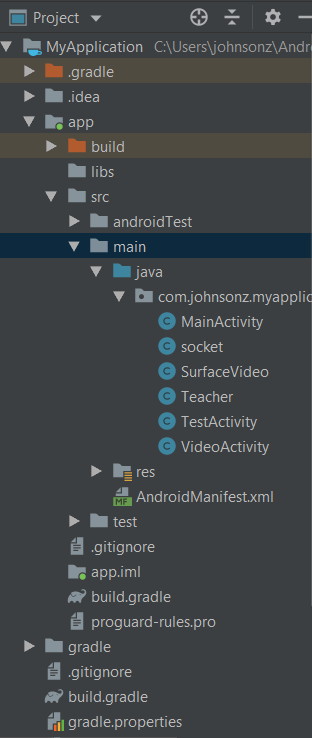 Project
MyApplication C:\Users\johnsonz\Andr
.gradle
.idea
app
build
libs
src
androidTest
main
java
com.johnsonz.myapplic
MainActivity
socket
SurfaceVideo
Teacher
TestActivity
VideoActivity
res
MF AndroidManifest.xml
test
.gitignore
app.iml
build.gradle
proguard-rules.pro
gradle
.gitignore
build.gradle
gradle.properties